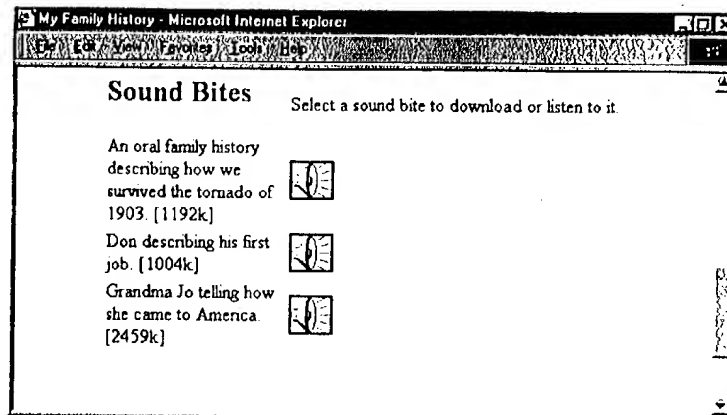 My Family History - Microsoft Internet Explorer
File Edit View Favorites Tools Help
Sound Bites
Select a sound bite to download or listen to it.
An oral family history
describing how we
survived the tornado of
1903. [1192k]
Don describing his first
job. [1004k]
Grandma Jo telling how
she came to America.
[2459k]